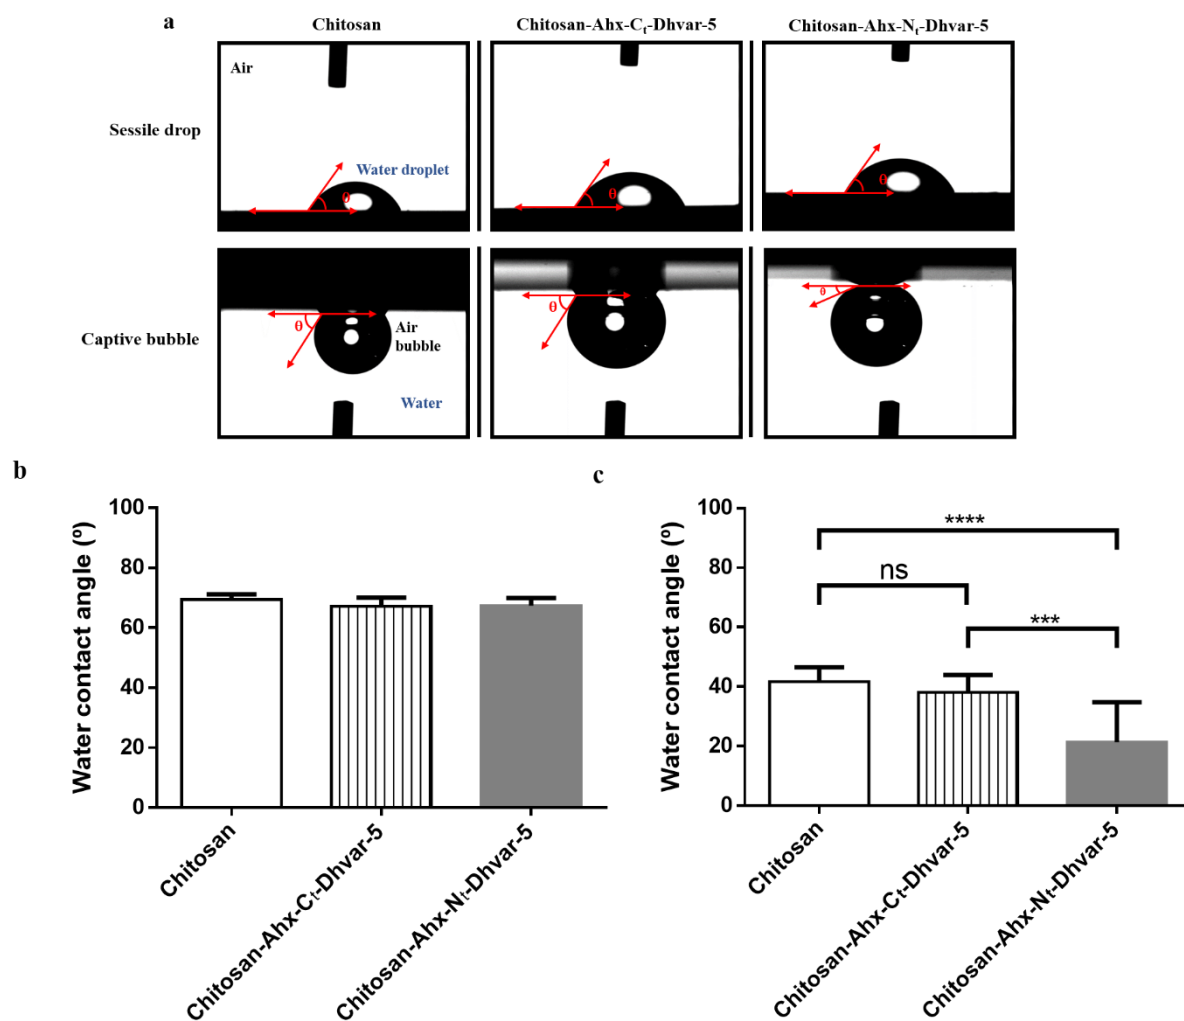 a
Chitosan
Chitosan-Ahx-Cₜ-Dhvar-5
Chitosan-Ahx-Nₜ-Dhvar-5
Sessile drop
Air
Water droplet
θ
θ
θ
Captive bubble
θ
Air
bubble
Water
θ
θ
b
Water contact angle (º)
100
80
60
40
20
0
Chitosan
Chitosan-Ahx-Cₜ-Dhvar-5
Chitosan-Ahx-Nₜ-Dhvar-5
c
Water contact angle (º)
100
80
60
40
20
0
****
ns
***
Chitosan
Chitosan-Ahx-Cₜ-Dhvar-5
Chitosan-Ahx-Nₜ-Dhvar-5